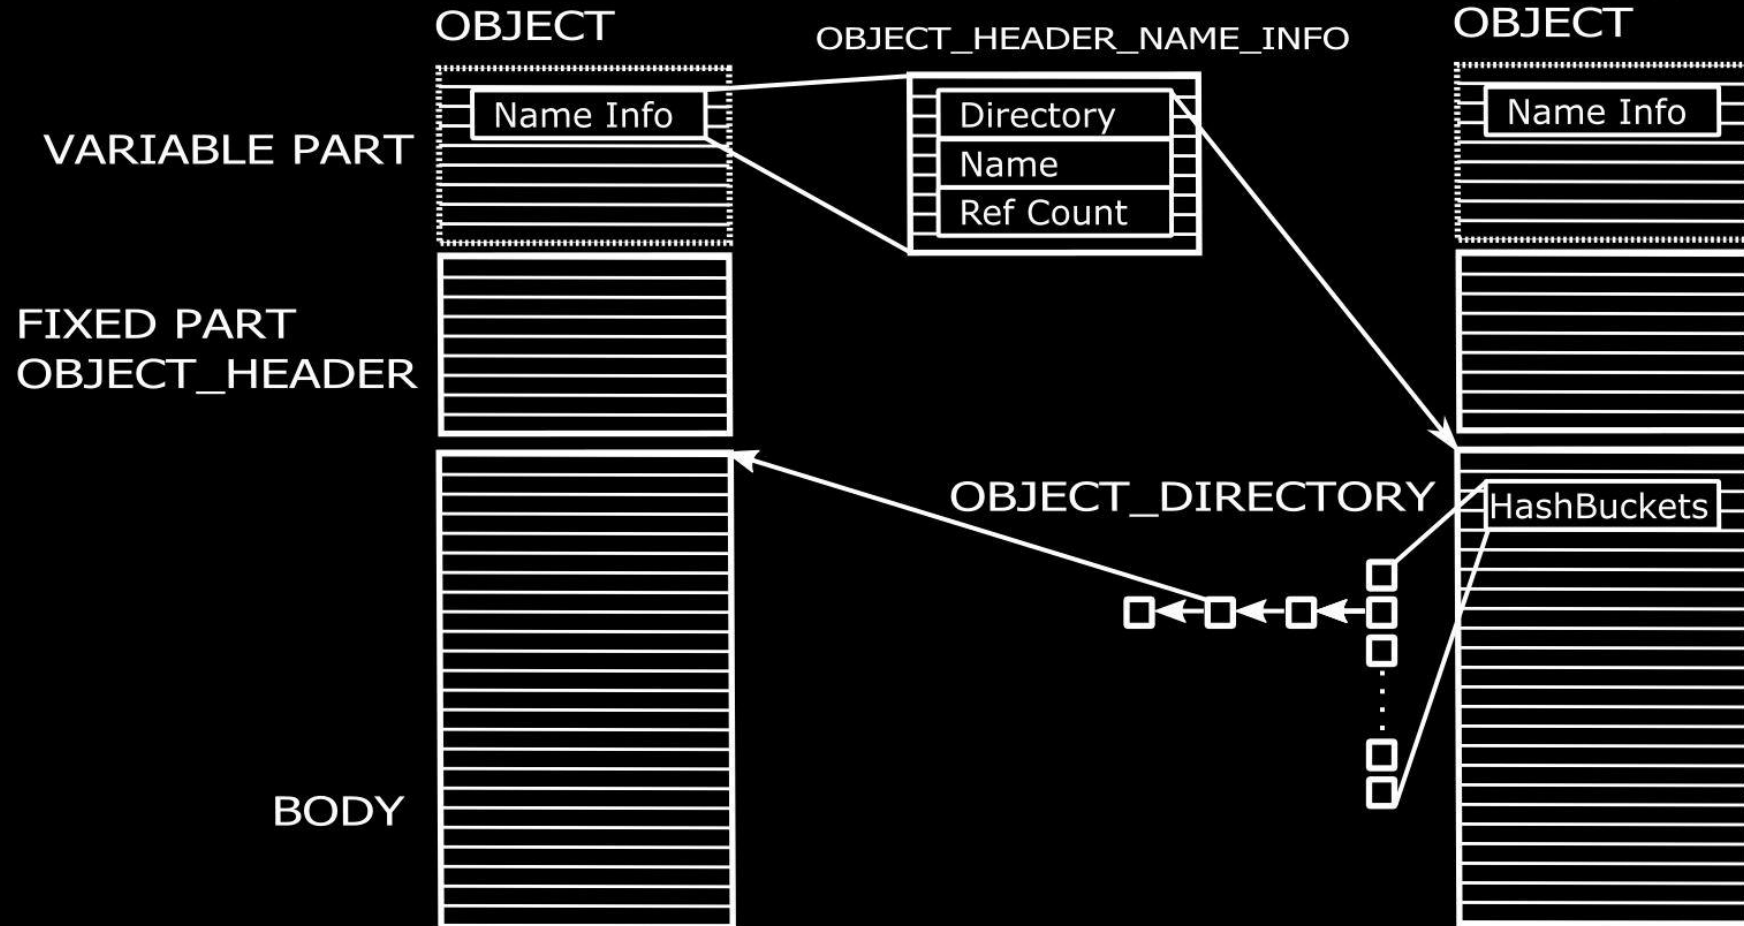 OBJECT
OBJECT_HEADER_NAME_INFO
OBJECT
Name Info
Directory
Name
Ref Count
Name Info
VARIABLE PART
FIXED PART
OBJECT_HEADER
OBJECT_DIRECTORY
HashBuckets
BODY